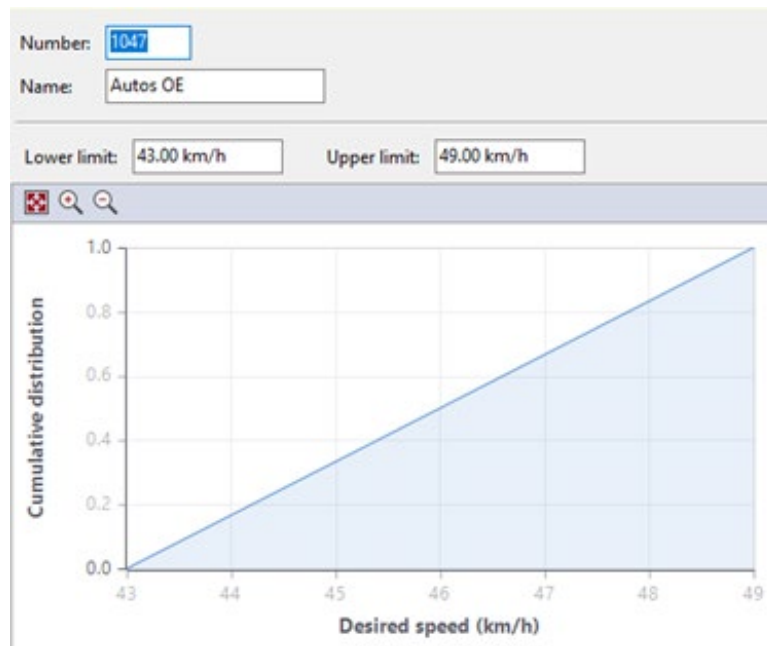 Number: 1047
Name: Autos OE
Lower limit: 43.00 km/h Upper limit: 49.00 km/h
Cumulative distribution
1.0
0.8
0.6
0.4
0.2
0.0
43 44 45 46 47 48 49
Desired speed (km/h)